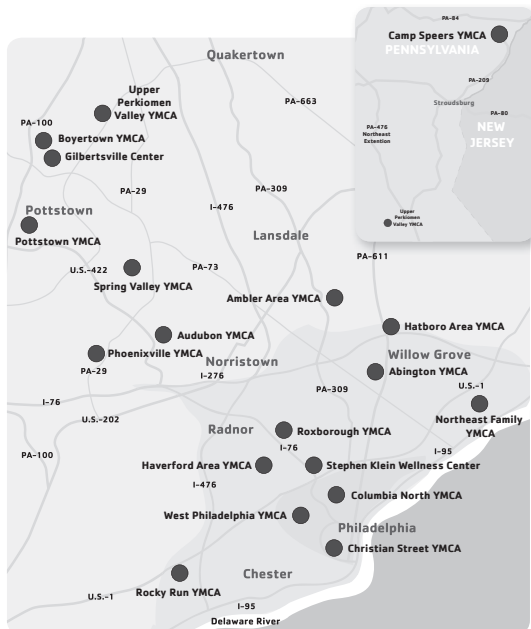 PA-84
Camp Speers YMCA
PENNSYLVANIA
PA-209
Stroudsburg
PA-80
PA-476
Northeast
Extention
NEW
JERSEY
Upper
Perkiomen
Valley YMCA
Quakertown
Upper
Perkiomen
Valley YMCA
PA-663
PA-100
Boyertown YMCA
Gilbertsville Center
PA-29
PA-309
I-476
Pottstown
Pottstown YMCA
Lansdale
PA-611
U.S.-422
PA-73
Spring Valley YMCA
Ambler Area YMCA
Hatboro Area YMCA
Audubon YMCA
Phoenixville YMCA
Norristown
Willow Grove
PA-29
I-276
Abington YMCA
PA-309
U.S.-1
I-76
U.S.-202
Northeast Family
YMCA
Radnor
Roxborough YMCA
I-76
I-95
PA-100
Haverford Area YMCA
Stephen Klein Wellness Center
I-476
Columbia North YMCA
West Philadelphia YMCA
Philadelphia
Christian Street YMCA
Chester
Rocky Run YMCA
U.S.-1
I-95
Delaware River